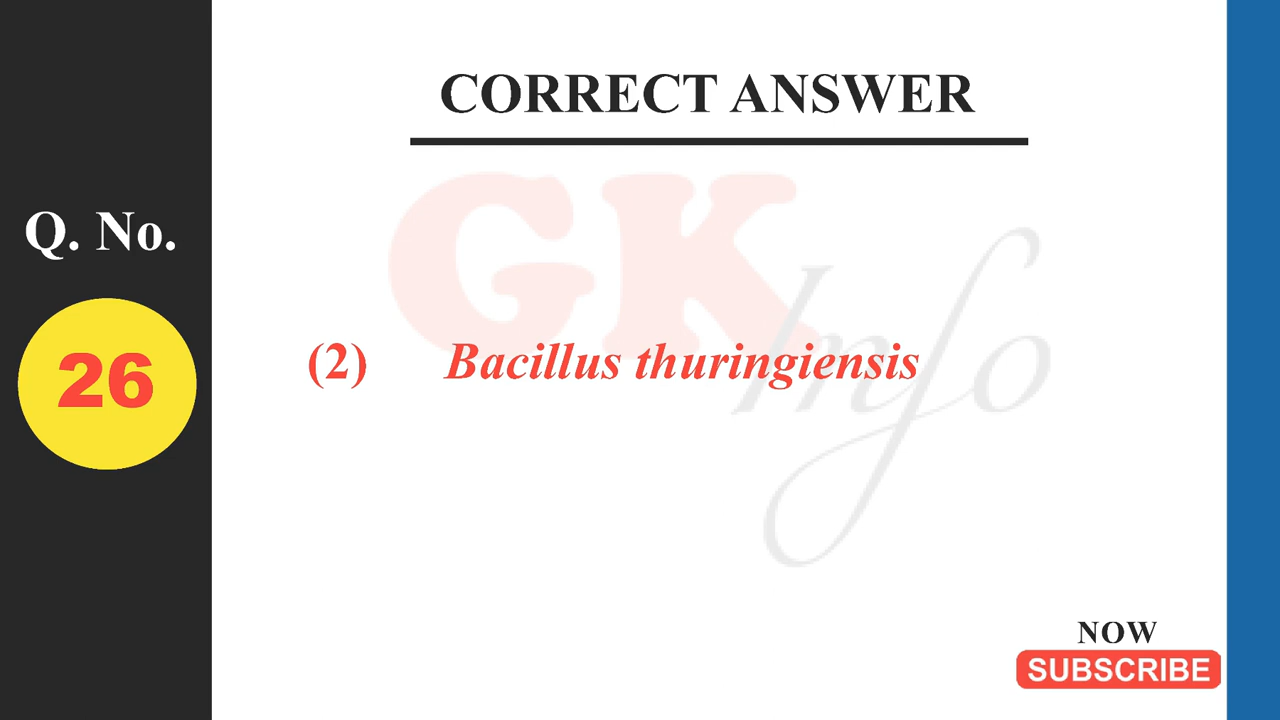 CORRECT ANSWER
GK
Info
Q. No.
26
(2) Bacillus thuringiensis
NOW
SUBSCRIBE